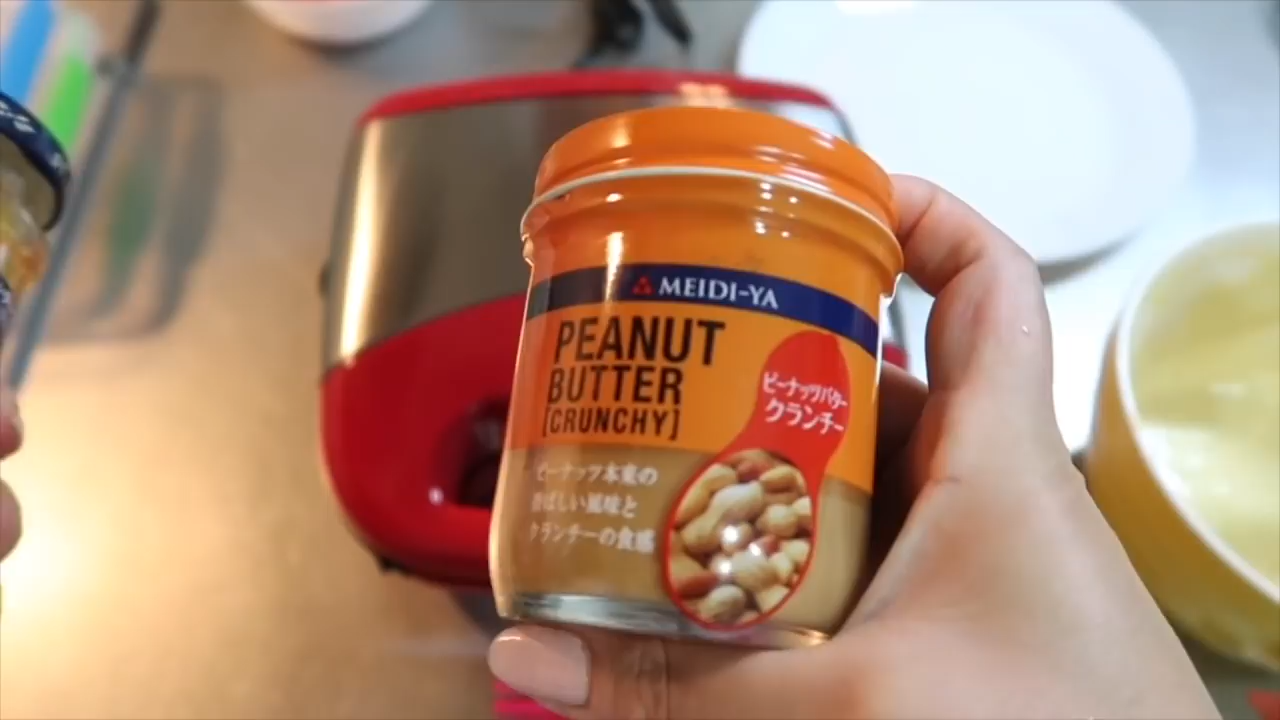 MEIDI-YA
PEANUT
BUTTER
[CRUNCHY]
ピーナッツバター
クランチー
ピーナッツ本来の
香ばしい風味と
クランチーの食感